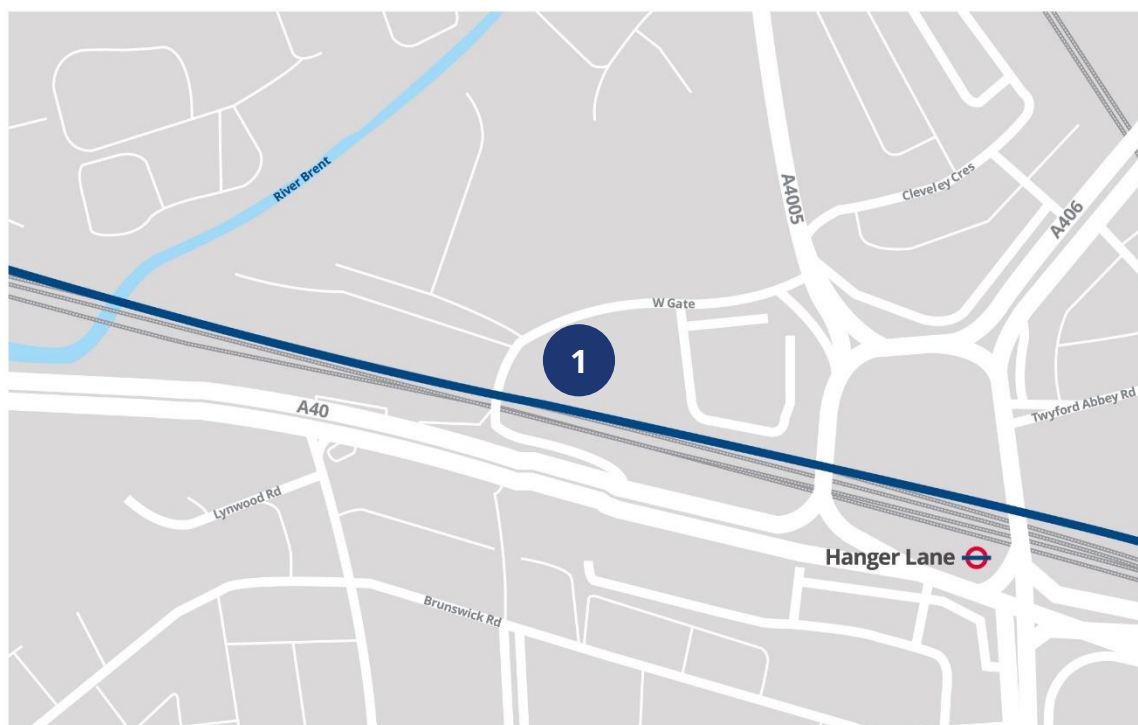 River Brent
A4005
Cleveley Cres
A406
W Gate
1
A40
Twyford Abbey Rd
Lynwood Rd
Hanger Lane
Brunswick Rd